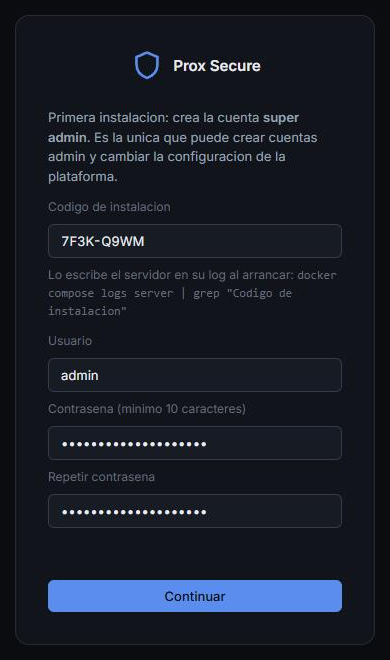 Prox Secure
Primera instalacion: crea la cuenta super
admin. Es la unica que puede crear cuentas
admin y cambiar la configuracion de la
plataforma.
Codigo de instalacion
7F3K-Q9WM
Lo escribe el servidor en su log al arrancar: docker
compose logs server | grep "Codigo de
instalacion"
Usuario
admin
Contrasena (minimo 10 caracteres)
••••••••••••••••••••
Repetir contrasena
••••••••••••••••••••
Continuar